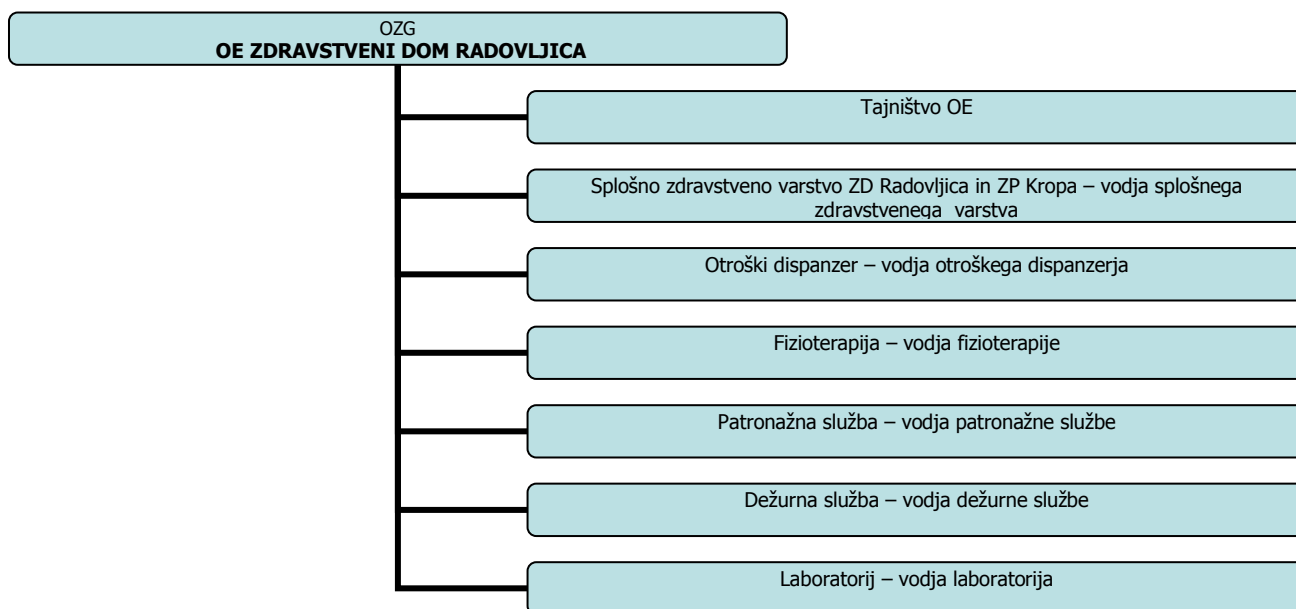 OZG
OE ZDRAVSTVENI DOM RADOVLJICA
Tajništvo OE
Splošno zdravstveno varstvo ZD Radovljica in ZP Kropa – vodja splošnega
zdravstvenega varstva
Otroški dispanzer – vodja otroškega dispanzerja
Fizioterapija – vodja fizioterapije
Patronažna služba – vodja patronažne službe
Dežurna služba – vodja dežurne službe
Laboratorij – vodja laboratorija